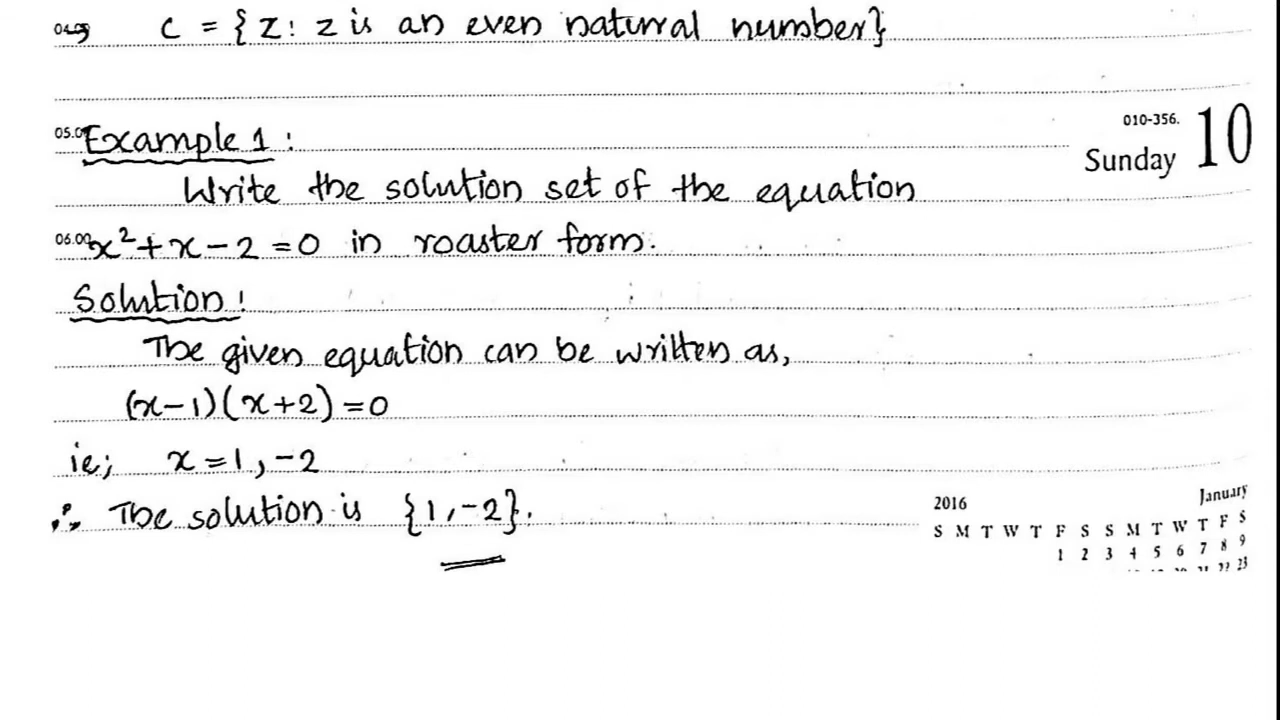 C = {z: z is an even natural number}
010-356. 10
05.0 Example 1 :
Sunday
Write the solution set of the equation
06.00 x²+x-2=0 in roaster form.
Solution:
The given equation can be written as,
(x-1)(x+2)=0
ie; x=1,-2
∴ The solution is {1,-2}.
2016 January
S M T W T F S S M T W T F S
1 2 3 4 5 6 7 8 9
22 23